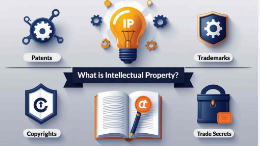 IP
Patents
Trademarks
What is Intellectual Property?
Copyrights
Trade Secrets